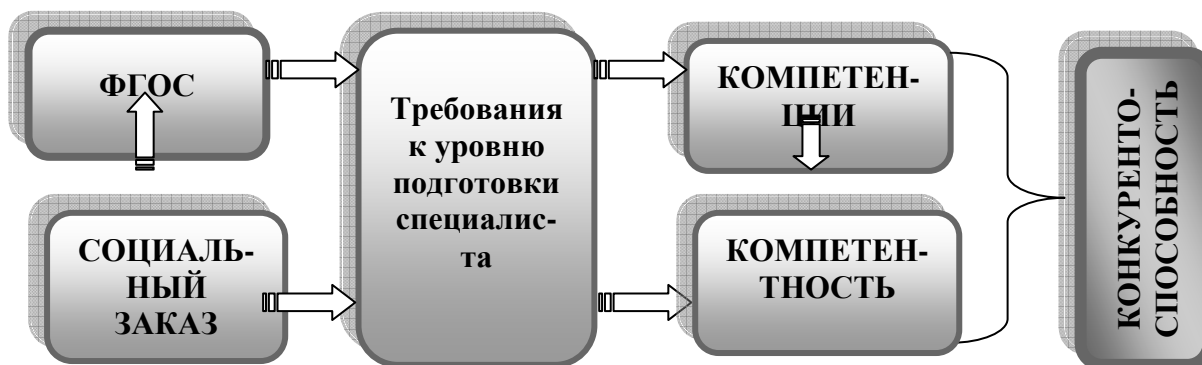 ФГОС
СОЦИАЛЬ-
НЫЙ
ЗАКАЗ
Требования
к уровню
подготовки
специалис-
та
КОМПЕТЕН-
ЦИИ
КОМПЕТЕН-
ТНОСТЬ
КОНКУРЕНТО-
СПОСОБНОСТЬ